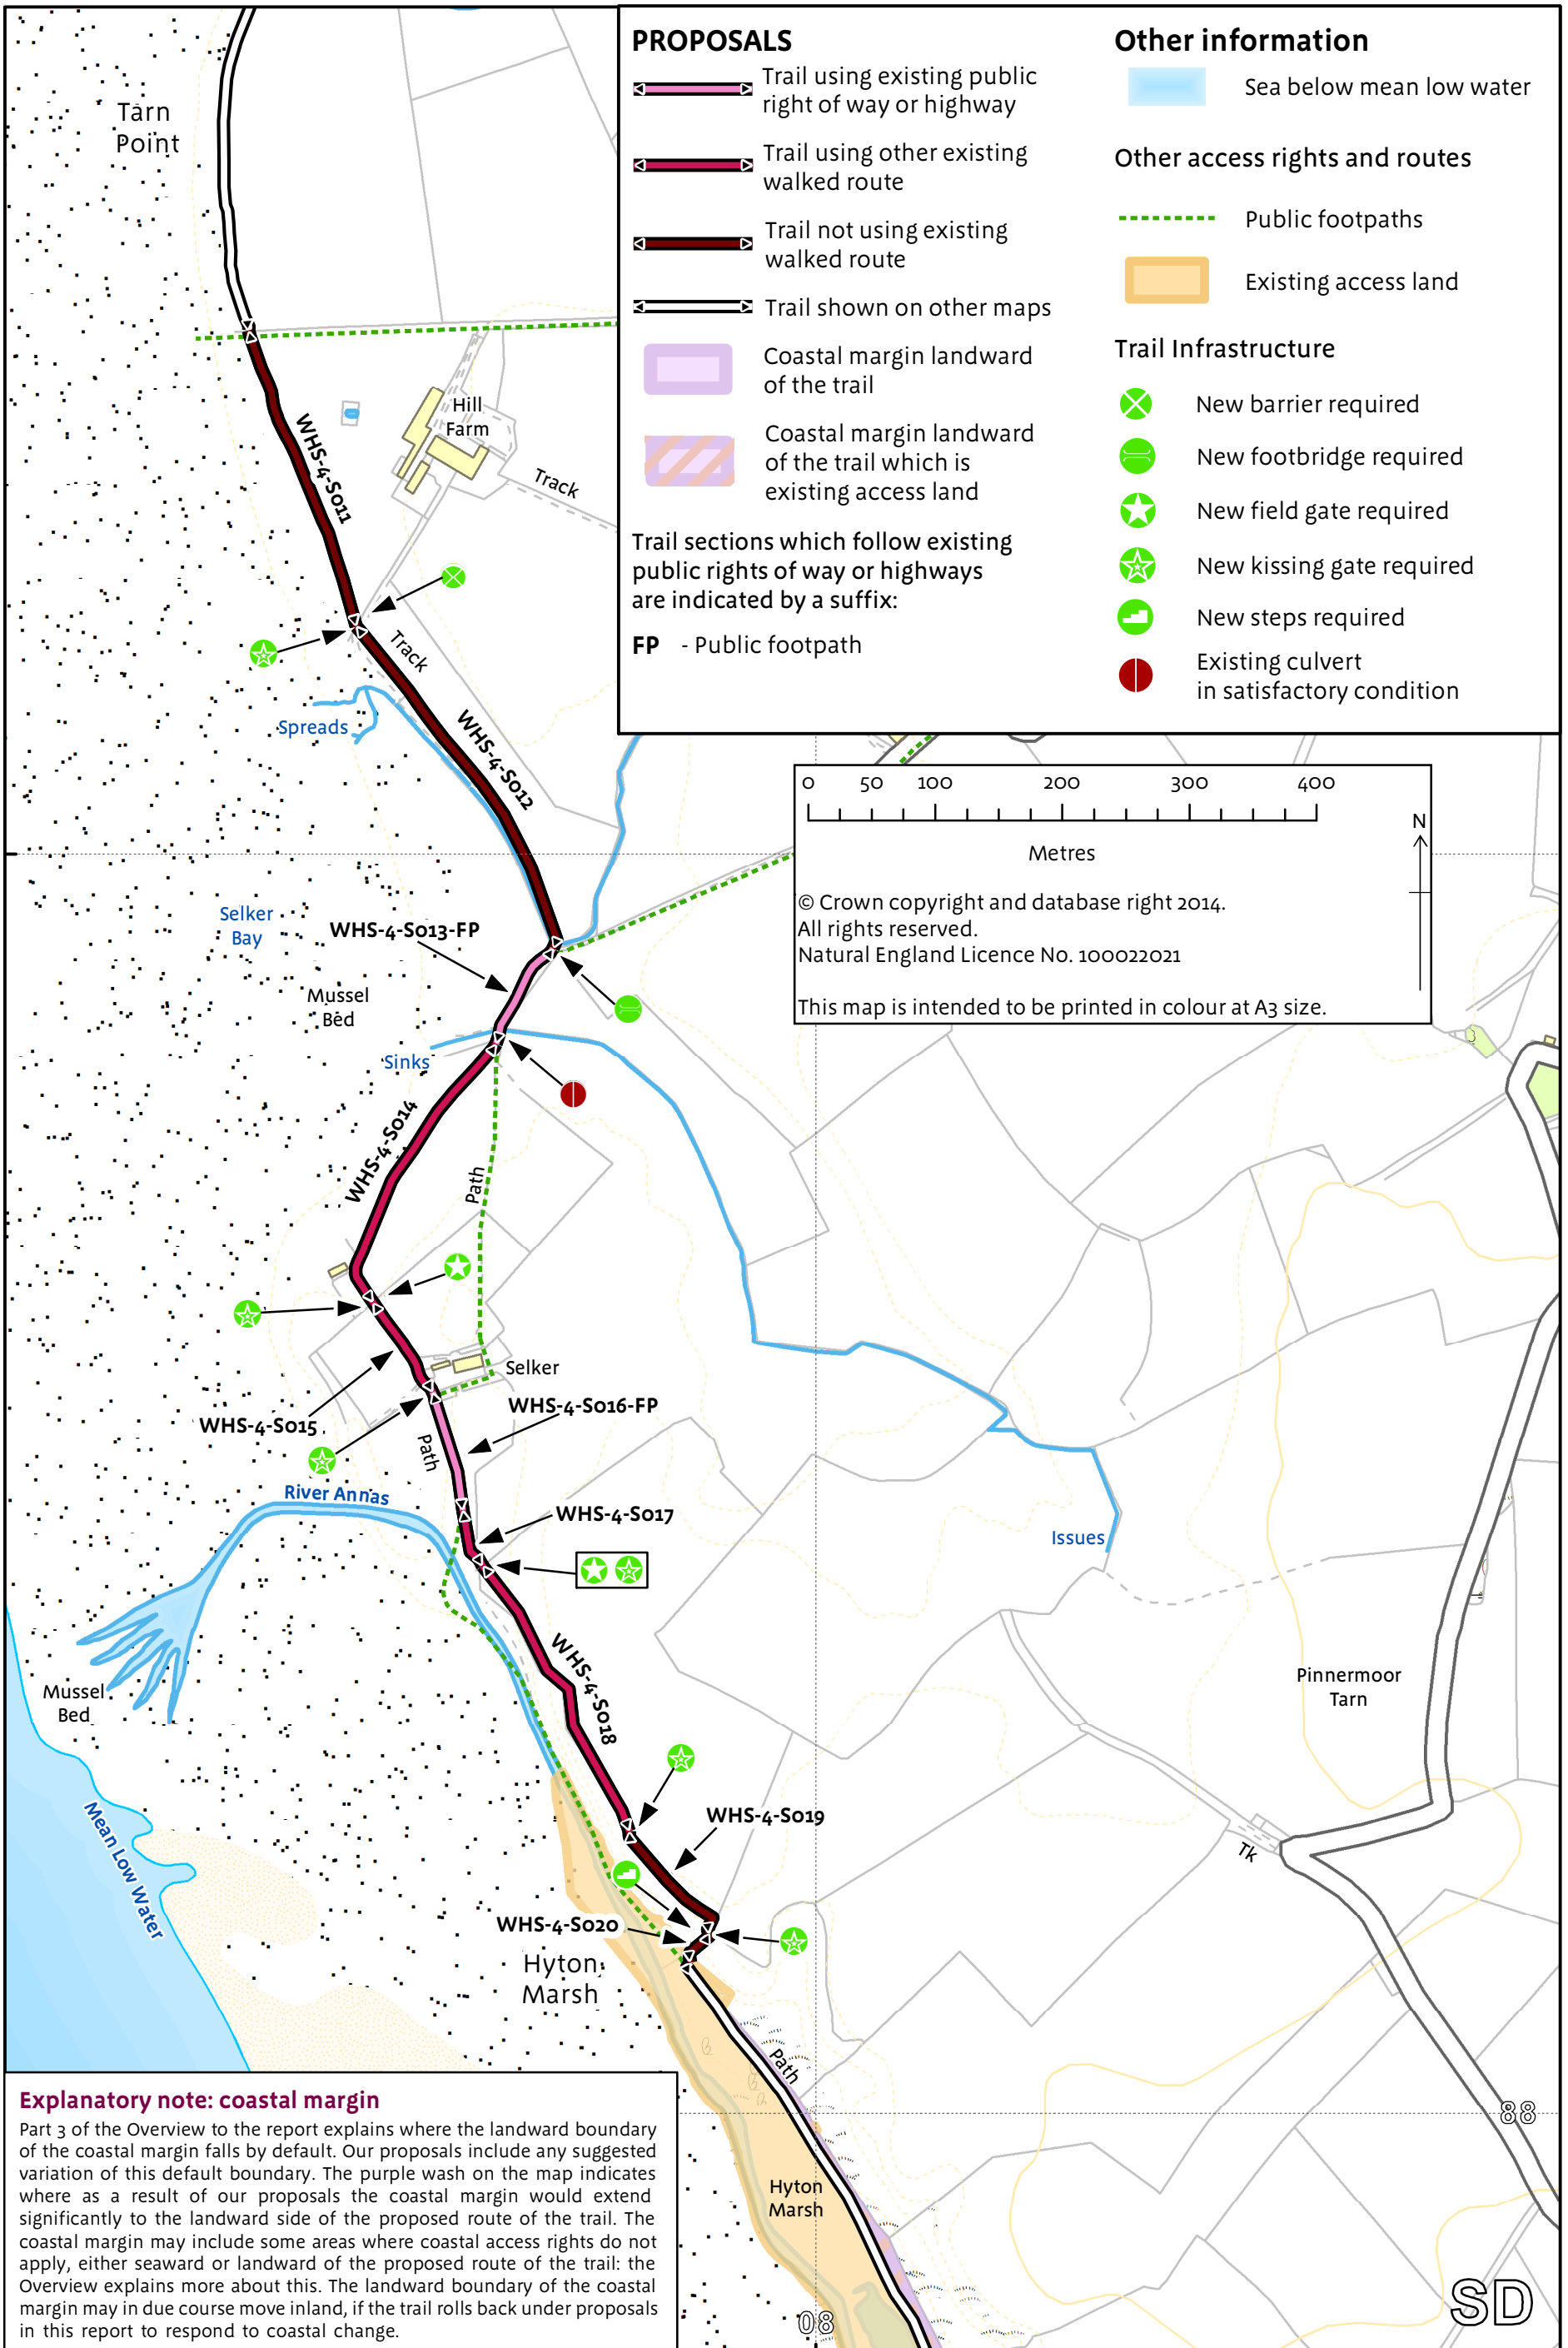 PROPOSALS
Trail using existing public
right of way or highway
Trail using other existing
walked route
Trail not using existing
walked route
Trail shown on other maps
Coastal margin landward
of the trail
Coastal margin landward
of the trail which is
existing access land
Trail sections which follow existing
public rights of way or highways
are indicated by a suffix:
FP - Public footpath
Other information
Sea below mean low water
Other access rights and routes
Public footpaths
Existing access land
Trail Infrastructure
New barrier required
New footbridge required
New field gate required
New kissing gate required
New steps required
Existing culvert
in satisfactory condition
0 50 100 200 300 400
Metres
N
© Crown copyright and database right 2014.
All rights reserved.
Natural England Licence No. 100022021
This map is intended to be printed in colour at A3 size.
Tarn
Point
Hill
Farm
Track
WHS-4-S011
Track
Spreads
WHS-4-S012
Selker
Bay
WHS-4-S013-FP
Mussel
Bed
Sinks
WHS-4-S014
Path
Selker
WHS-4-S015
WHS-4-S016-FP
Path
River Annas
WHS-4-S017
Issues
WHS-4-S018
Mussel
Bed
Pinnermoor
Tarn
Mean Low Water
WHS-4-S019
Tk
WHS-4-S020
Hyton
Marsh
Path
88
Hyton
Marsh
08
SD
Explanatory note: coastal margin
Part 3 of the Overview to the report explains where the landward boundary
of the coastal margin falls by default. Our proposals include any suggested
variation of this default boundary. The purple wash on the map indicates
where as a result of our proposals the coastal margin would extend
significantly to the landward side of the proposed route of the trail. The
coastal margin may include some areas where coastal access rights do not
apply, either seaward or landward of the proposed route of the trail: the
Overview explains more about this. The landward boundary of the coastal
margin may in due course move inland, if the trail rolls back under proposals
in this report to respond to coastal change.